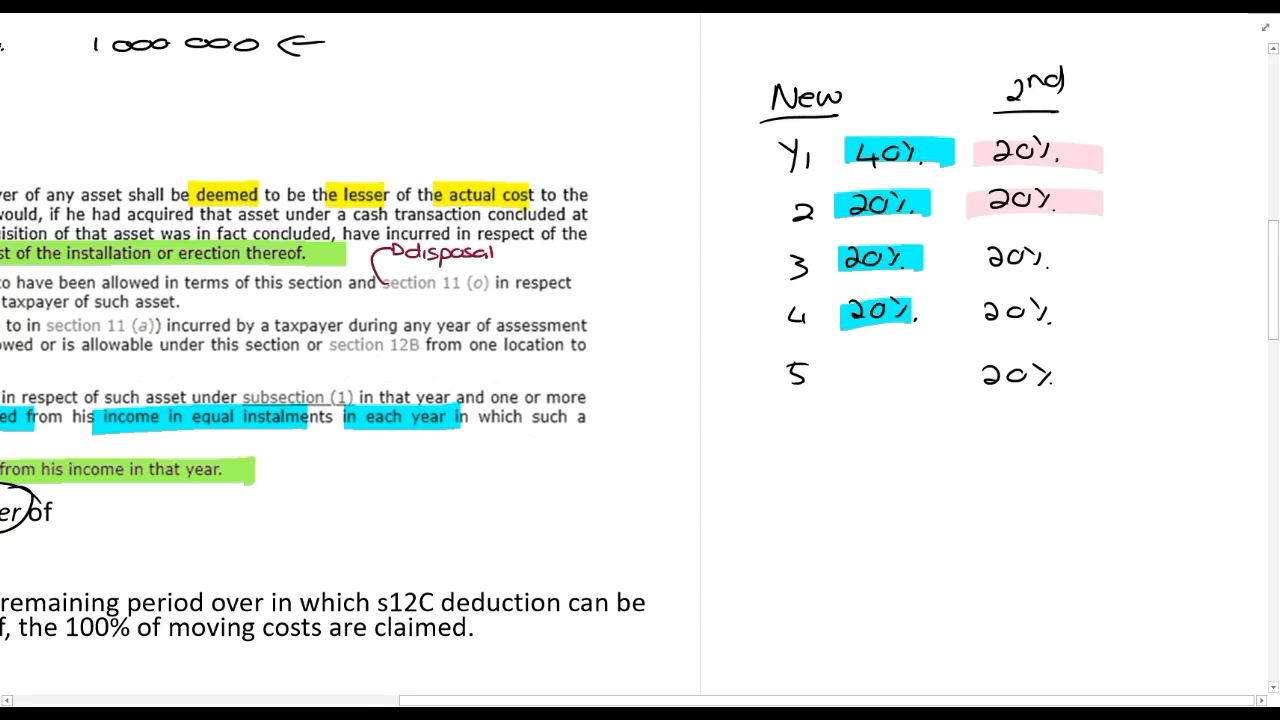 1 000 000 ←
yer of any asset shall be deemed to be the lesser of the actual cost to the
would, if he had acquired that asset under a cash transaction concluded at
uisition of that asset was in fact concluded, have incurred in respect of the
st of the installation or erection thereof.
disposal
to have been allowed in terms of this section and section 11 (o) in respect
taxpayer of such asset.
to in section 11 (a)) incurred by a taxpayer during any year of assessment
owed or is allowable under this section or section 12B from one location to
in respect of such asset under subsection (1) in that year and one or more
ed from his income in equal instalments in each year in which such a
from his income in that year.
er of
remaining period over in which s12C deduction can be
f, the 100% of moving costs are claimed.
New 2nd
Y1 40%. 20%.
2 20%. 20%.
3 20%. 20%.
4 20%. 20%.
5 20%.